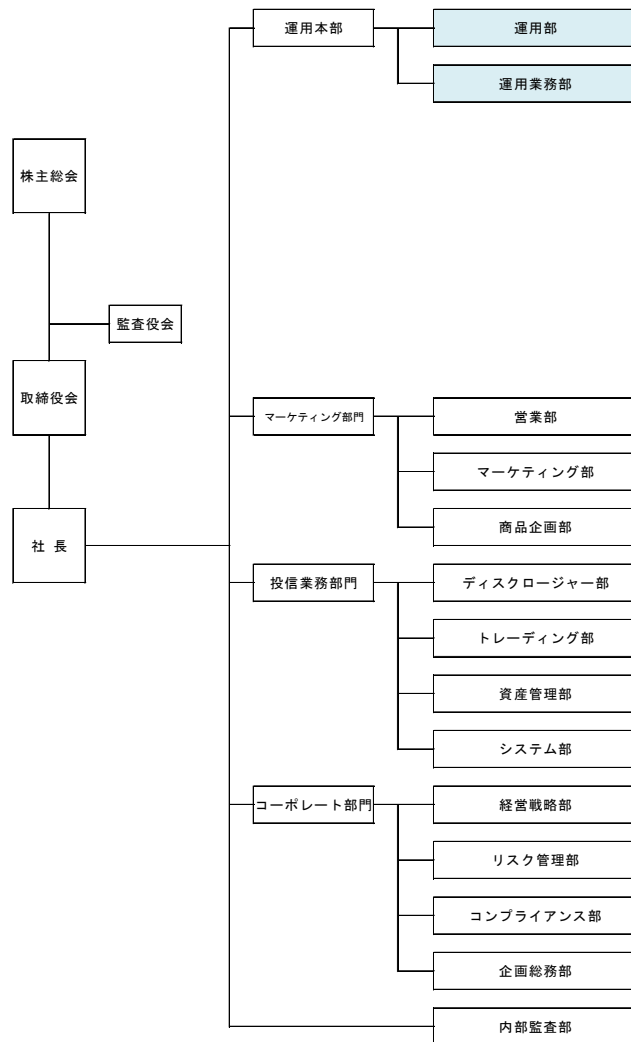 運用本部
運用部
運用業務部
株主総会
監査役会
取締役会
社 長
マーケティング部門
営業部
マーケティング部
商品企画部
投信業務部門
ディスクロージャー部
トレーディング部
資産管理部
システム部
コーポレート部門
経営戦略部
リスク管理部
コンプライアンス部
企画総務部
内部監査部